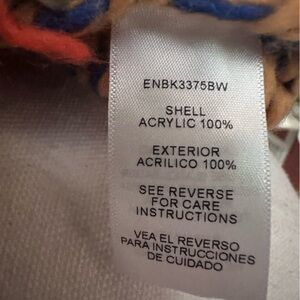 ENBK3375BW
SHELL
ACRYLIC 100%
EXTERIOR
ACRILICO 100%
SEE REVERSE
FOR CARE
INSTRUCTIONS
VEA EL REVERSO
PARA INSTRUCCIONES
DE CUIDADO